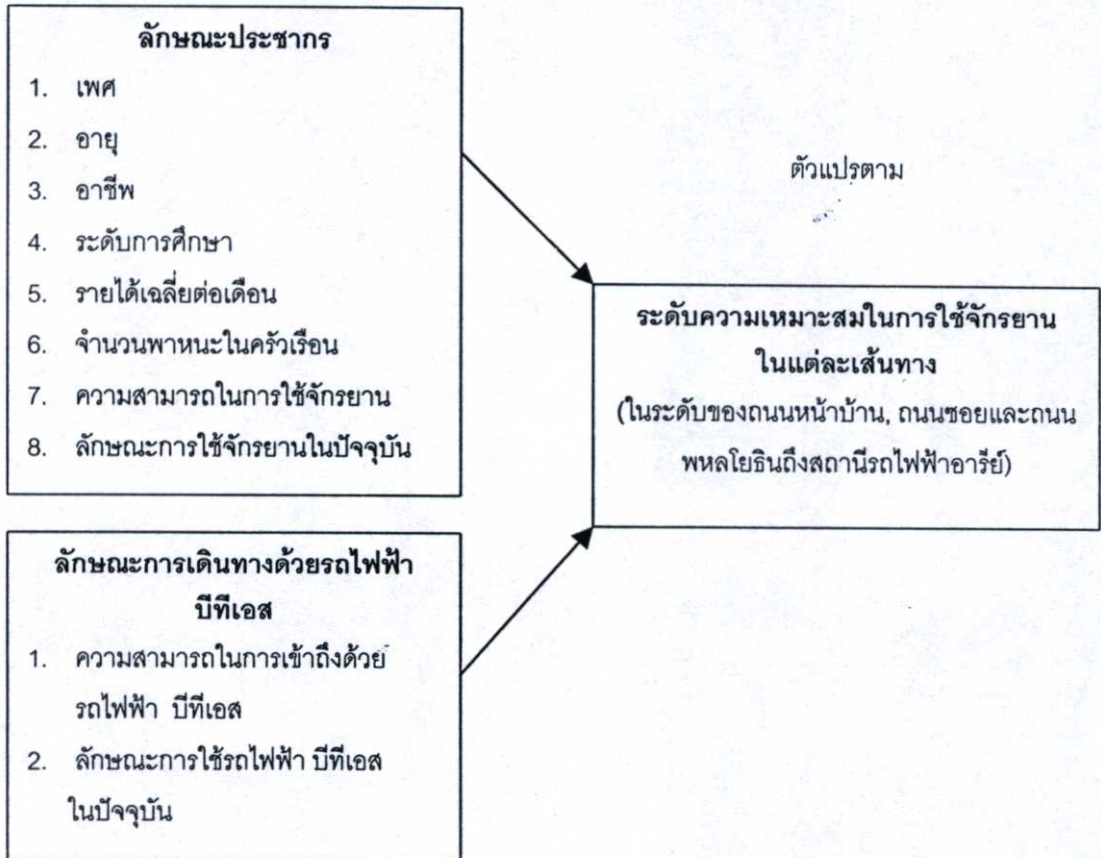 ลักษณะประชากร
1. เพศ
2. อายุ
3. อาชีพ
4. ระดับการศึกษา
5. รายได้เฉลี่ยต่อเดือน
6. จำนวนพาหนะในครัวเรือน
7. ความสามารถในการใช้จักรยาน
8. ลักษณะการใช้จักรยานในปัจจุบัน
ลักษณะการเดินทางด้วยรถไฟฟ้า
บีทีเอส
1. ความสามารถในการเข้าถึงด้วย
รถไฟฟ้า บีทีเอส
2. ลักษณะการใช้รถไฟฟ้า บีทีเอส
ในปัจจุบัน
ตัวแปรตาม
ระดับความเหมาะสมในการใช้จักรยาน
ในแต่ละเส้นทาง
(ในระดับของถนนหน้าบ้าน, ถนนซอยและถนน
พหลโยธินถึงสถานีรถไฟฟ้าอารีย์)